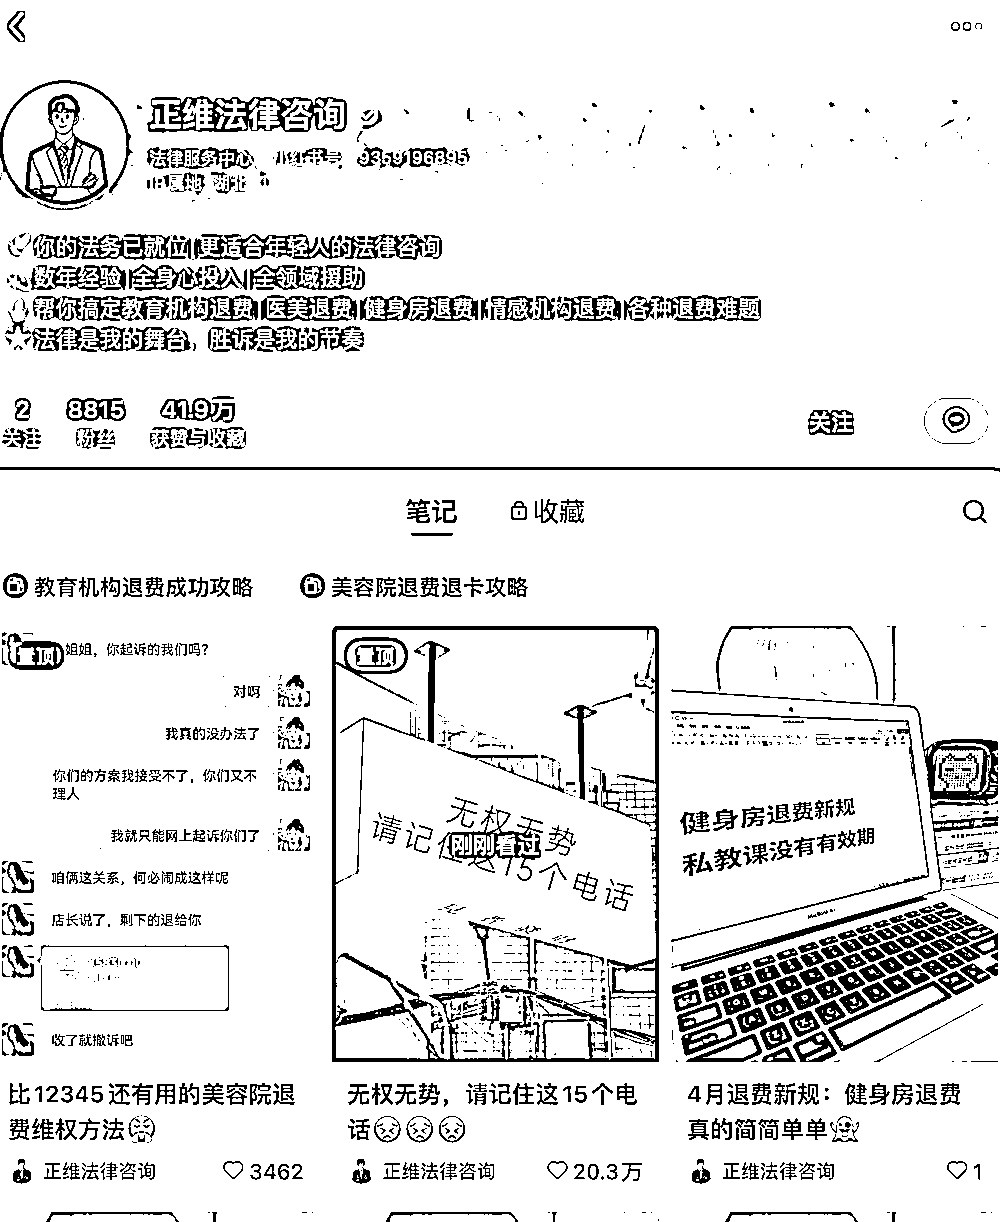 正维法律咨询
法律服务中心 小红书号 9359196895
IP属地 湖北
你的法务已就位|更适合年轻人的法律咨询
数年经验|全身心投入|全领域援助
帮你搞定教育机构退费|医美退费|健身房退费|情感机构退费|各种退费难题
法律是我的舞台，胜诉是我的节奏
2 8815 41.9万
关注 粉丝 获赞与收藏
关注
笔记 收藏
教育机构退费成功攻略 美容院退费退卡攻略
置顶
姐姐，你起诉的我们吗？
对啊
我真的没办法了
你们的方案我接受不了，你们又不
理人
我就只能网上起诉你们了
咱俩这关系，何必闹成这样呢
店长说了，剩下的退给你
收了就撤诉吧
置顶
无权无势
请记住这15个电话
刚刚看过
健身房退费新规
私教课没有有效期
比12345还有用的美容院退
费维权方法
正维法律咨询 3462
无权无势，请记住这15个电
话😣😣😣
正维法律咨询 20.3万
4月退费新规：健身房退费
真的简简单单👻
正维法律咨询 1